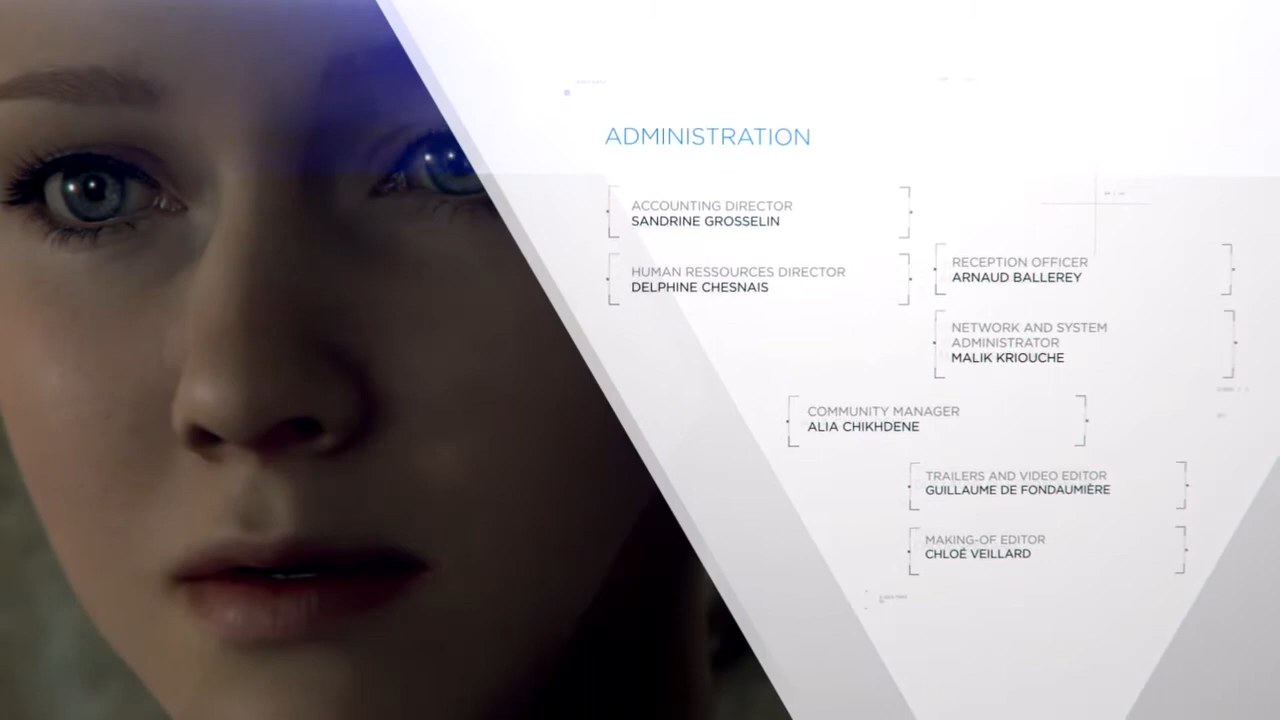 ADMINISTRATION
ACCOUNTING DIRECTOR
SANDRINE GROSSELIN
HUMAN RESSOURCES DIRECTOR
DELPHINE CHESNAIS
RECEPTION OFFICER
ARNAUD BALLEREY
NETWORK AND SYSTEM
ADMINISTRATOR
MALIK KRIOUCHE
COMMUNITY MANAGER
ALIA CHIKHDENE
TRAILERS AND VIDEO EDITOR
GUILLAUME DE FONDAUMIÈRE
MAKING-OF EDITOR
CHLOÉ VEILLARD